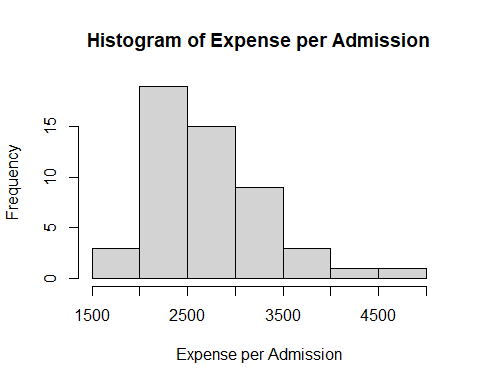 Histogram of Expense per Admission
Frequency
15
10
5
0
1500 2500 3500 4500
Expense per Admission